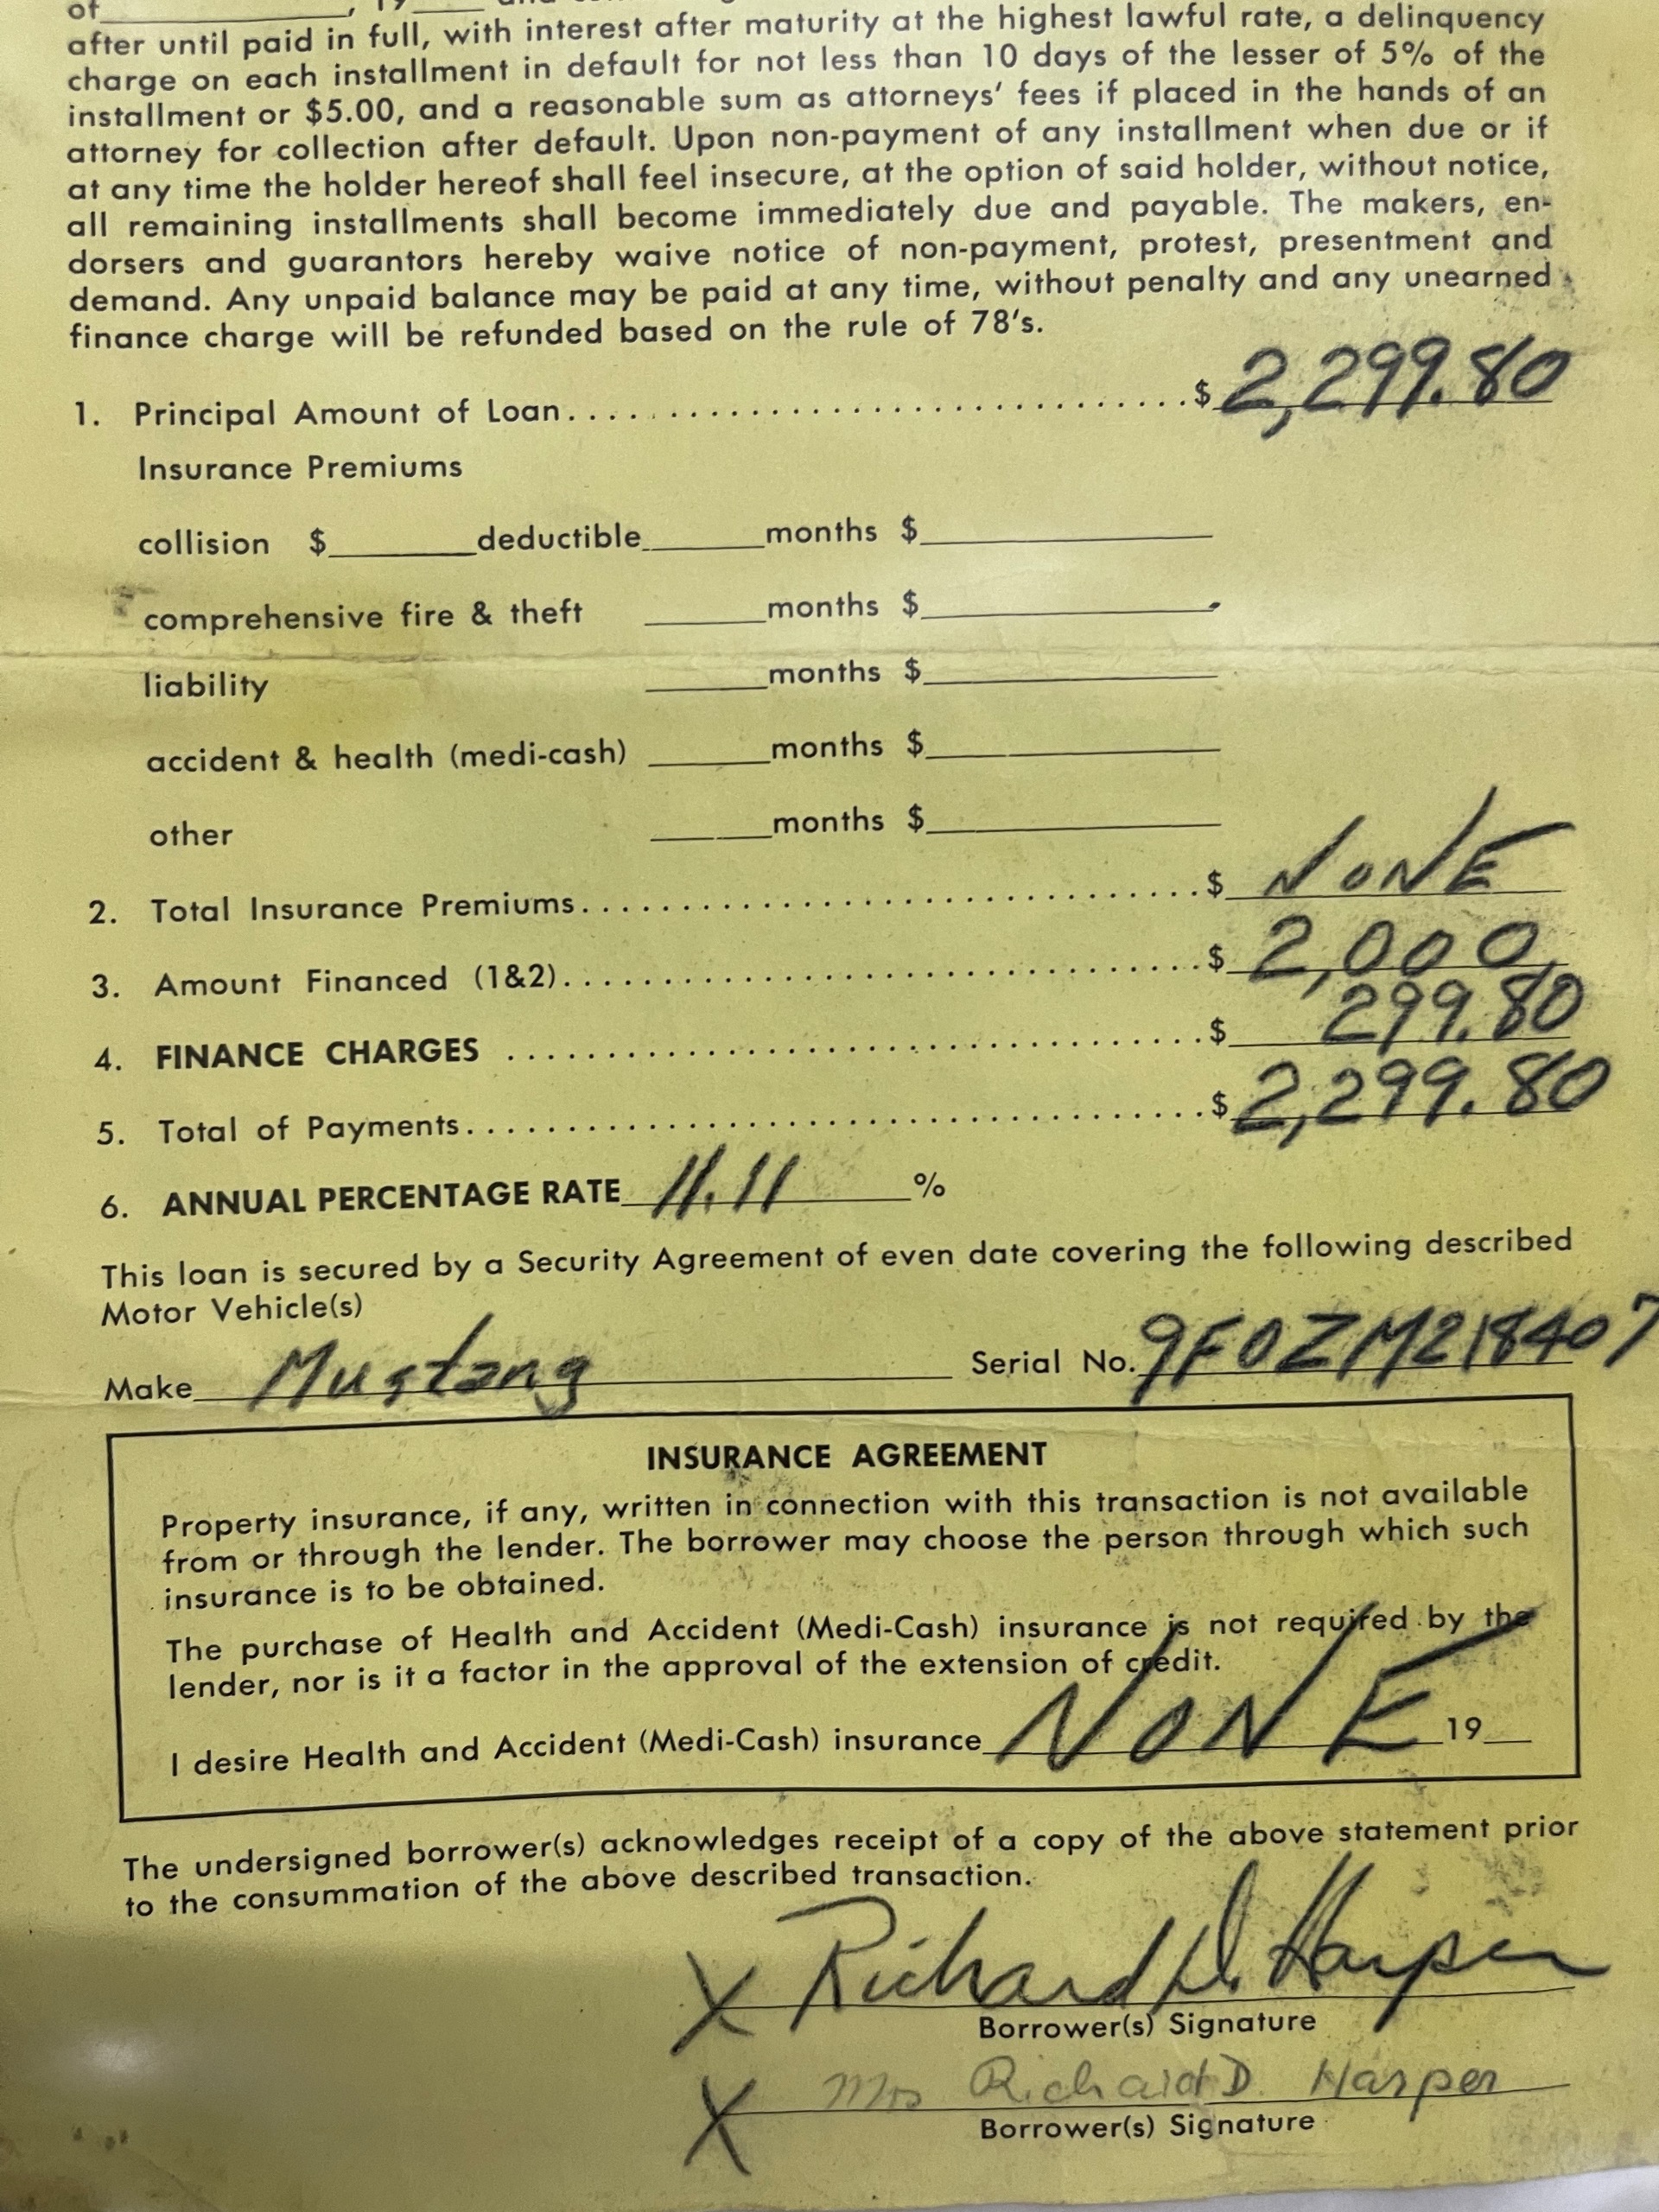 of________, 19____
after until paid in full, with interest after maturity at the highest lawful rate, a delinquency
charge on each installment in default for not less than 10 days of the lesser of 5% of the
installment or $5.00, and a reasonable sum as attorneys' fees if placed in the hands of an
attorney for collection after default. Upon non-payment of any installment when due or if
at any time the holder hereof shall feel insecure, at the option of said holder, without notice,
all remaining installments shall become immediately due and payable. The makers, en-
dorsers and guarantors hereby waive notice of non-payment, protest, presentment and
demand. Any unpaid balance may be paid at any time, without penalty and any unearned
finance charge will be refunded based on the rule of 78's.
1. Principal Amount of Loan. . . . . . . . . . . . . . . . . . . . $ 2,299.80
Insurance Premiums
collision $________deductible______months $____________
comprehensive fire & theft ______months $____________
liability ______months $____________
accident & health (medi-cash) ______months $____________
other ______months $____________
2. Total Insurance Premiums. . . . . . . . . . . . . . . . . . . . $ NONE
3. Amount Financed (1&2). . . . . . . . . . . . . . . . . . . . $ 2,000
4. FINANCE CHARGES . . . . . . . . . . . . . . . . . . . . $ 299.80
5. Total of Payments. . . . . . . . . . . . . . . . . . . . $ 2,299.80
6. ANNUAL PERCENTAGE RATE 11.11 %
This loan is secured by a Security Agreement of even date covering the following described
Motor Vehicle(s)
Make Mustang Serial No. 9F0ZM218407
INSURANCE AGREEMENT
Property insurance, if any, written in connection with this transaction is not available
from or through the lender. The borrower may choose the person through which such
insurance is to be obtained.
The purchase of Health and Accident (Medi-Cash) insurance is not required by the
lender, nor is it a factor in the approval of the extension of credit.
I desire Health and Accident (Medi-Cash) insurance NONE 19__
The undersigned borrower(s) acknowledges receipt of a copy of the above statement prior
to the consummation of the above described transaction.
X Richard D. Harper
Borrower(s) Signature
X Mrs Richard D. Harper
Borrower(s) Signature